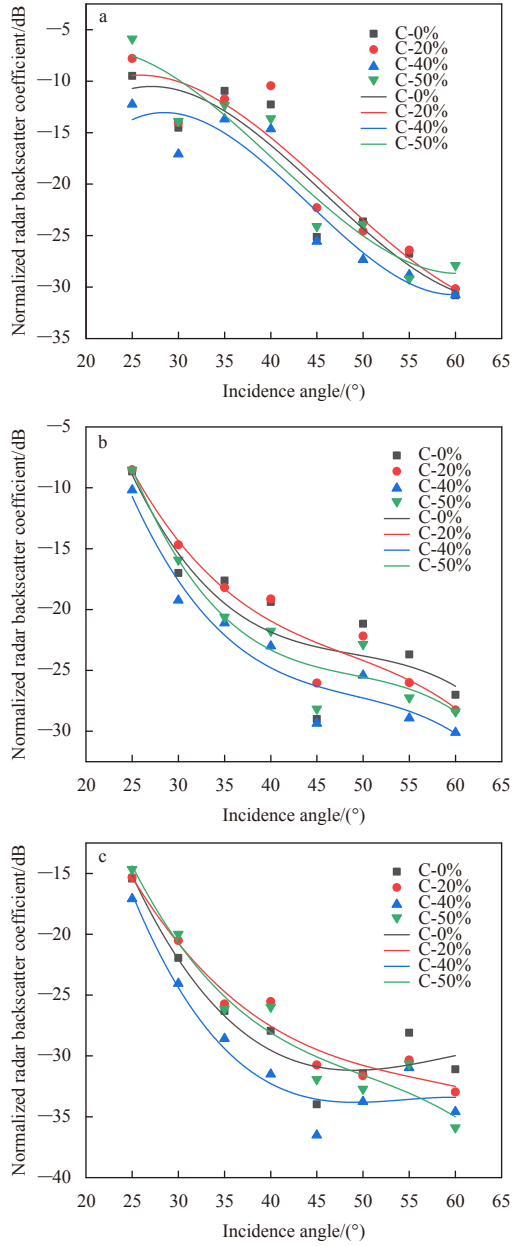 a
C-0%
C-20%
C-40%
C-50%
C-0%
C-20%
C-40%
C-50%
Normalized radar backscatter coefficient/dB
−5
−10
−15
−20
−25
−30
−35
20 25 30 35 40 45 50 55 60 65
Incidence angle/(°)
b
C-0%
C-20%
C-40%
C-50%
C-0%
C-20%
C-40%
C-50%
Normalized radar backscatter coefficient/dB
−5
−10
−15
−20
−25
−30
20 25 30 35 40 45 50 55 60 65
Incidence angle/(°)
c
C-0%
C-20%
C-40%
C-50%
C-0%
C-20%
C-40%
C-50%
Normalized radar backscatter coefficient/dB
−15
−20
−25
−30
−35
−40
20 25 30 35 40 45 50 55 60 65
Incidence angle/(°)